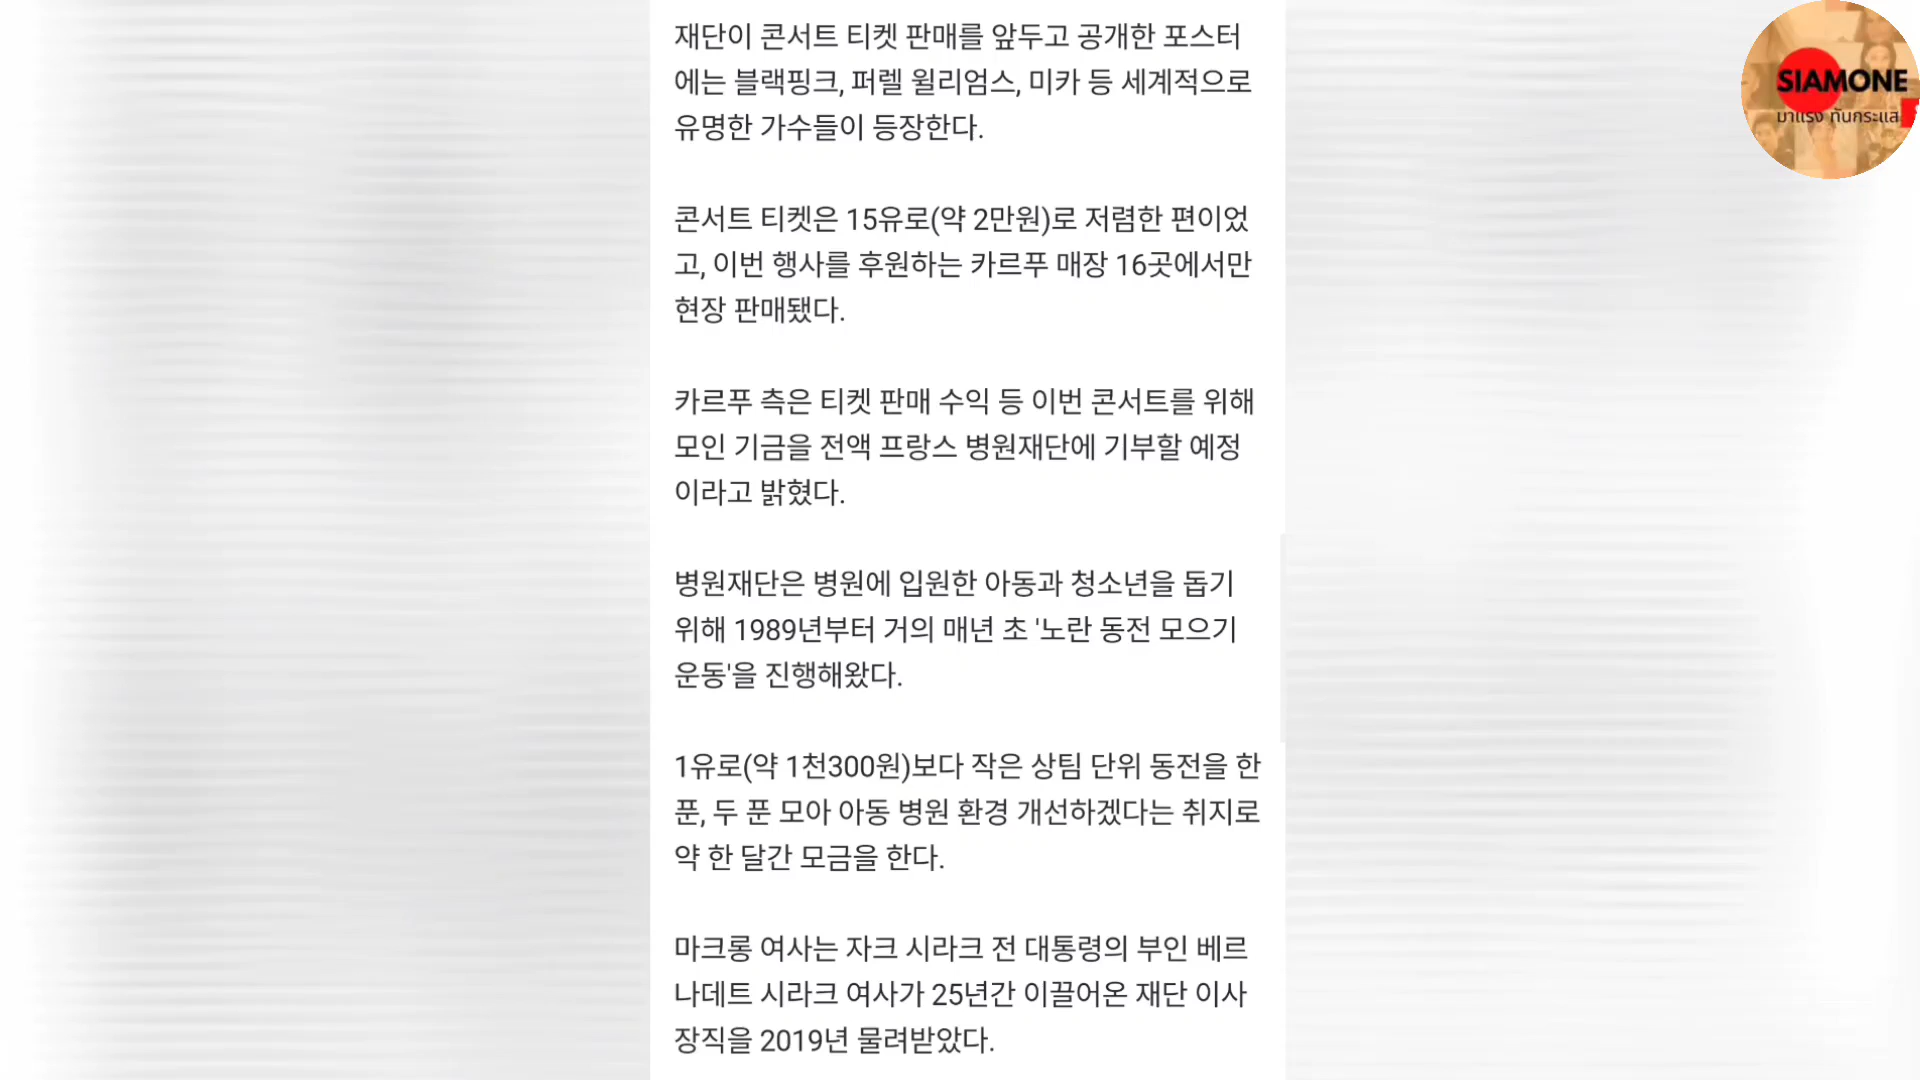 재단이 콘서트 티켓 판매를 앞두고 공개한 포스터
에는 블랙핑크, 퍼렐 윌리엄스, 미카 등 세계적으로
유명한 가수들이 등장한다.
콘서트 티켓은 15유로(약 2만원)로 저렴한 편이었
고, 이번 행사를 후원하는 카르푸 매장 16곳에서만
현장 판매됐다.
카르푸 측은 티켓 판매 수익 등 이번 콘서트를 위해
모인 기금을 전액 프랑스 병원재단에 기부할 예정
이라고 밝혔다.
병원재단은 병원에 입원한 아동과 청소년을 돕기
위해 1989년부터 거의 매년 초 '노란 동전 모으기
운동'을 진행해왔다.
1유로(약 1천300원)보다 작은 상팀 단위 동전을 한
푼, 두 푼 모아 아동 병원 환경 개선하겠다는 취지로
약 한 달간 모금을 한다.
마크롱 여사는 자크 시라크 전 대통령의 부인 베르
나데트 시라크 여사가 25년간 이끌어온 재단 이사
장직을 2019년 물려받았다.
SIAMONE
มาแรง ทันกระแส